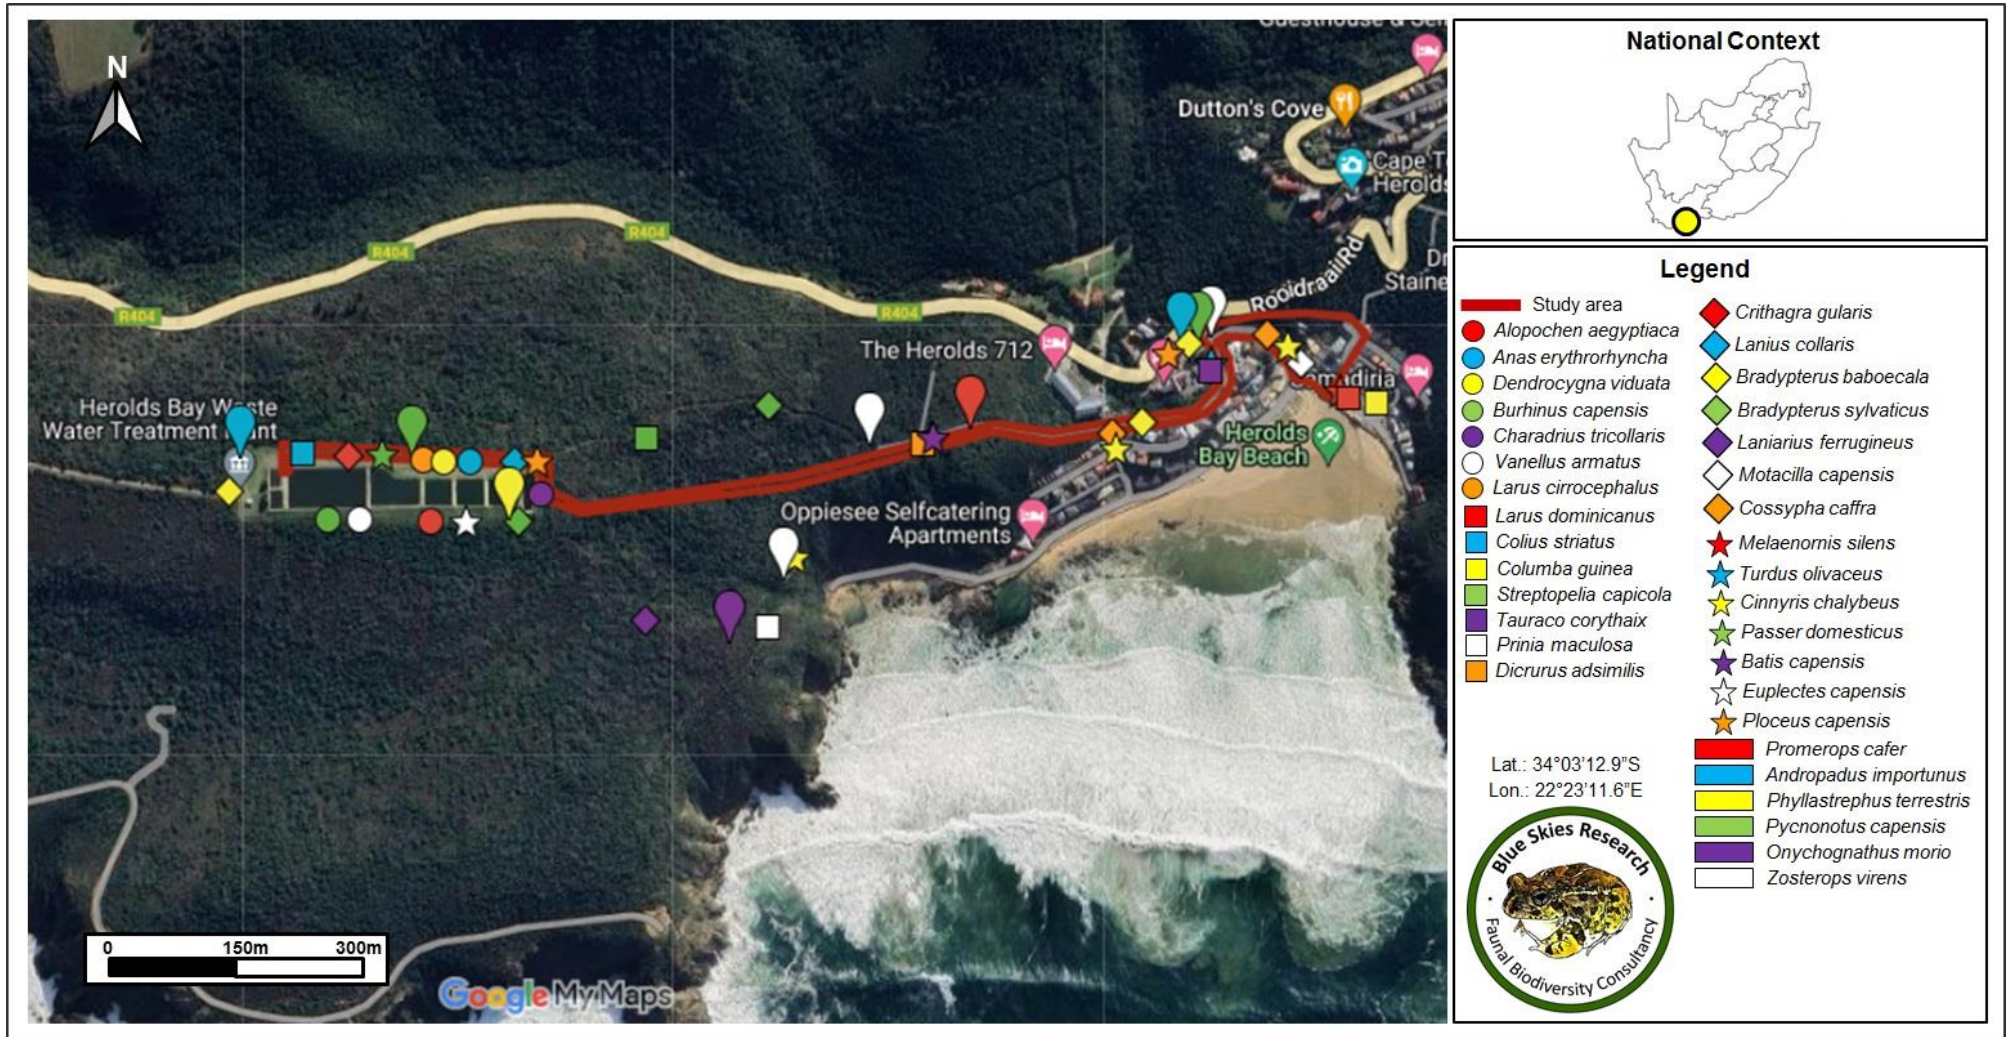 Guesthouse & Sel
N
Dutton's Cove
Cape T
Herolds
R404
R404
R404
R404
Rooidraai Rd
Dr
Staine
The Herolds 712
Herolds Bay Waste
Water Treatment Plant
Herolds
Bay Beach
Oppiesee Selfcatering
Apartments
0 150m 300m
Google My Maps
National Context
Legend
Study area
Alopochen aegyptiaca
Anas erythrorhyncha
Dendrocygna viduata
Burhinus capensis
Charadrius tricollaris
Vanellus armatus
Larus cirrocephalus
Larus dominicanus
Colius striatus
Columba guinea
Streptopelia capicola
Tauraco corythaix
Prinia maculosa
Dicrurus adsimilis
Crithagra gularis
Lanius collaris
Bradypterus baboecala
Bradypterus sylvaticus
Laniarius ferrugineus
Motacilla capensis
Cossypha caffra
Melaenornis silens
Turdus olivaceus
Cinnyris chalybeus
Passer domesticus
Batis capensis
Euplectes capensis
Ploceus capensis
Promerops cafer
Andropadus importunus
Phyllastrephus terrestris
Pycnonotus capensis
Onychognathus morio
Zosterops virens
Lat.: 34°03'12.9"S
Lon.: 22°23'11.6"E
Blue Skies Research
Faunal Biodiversity Consultancy